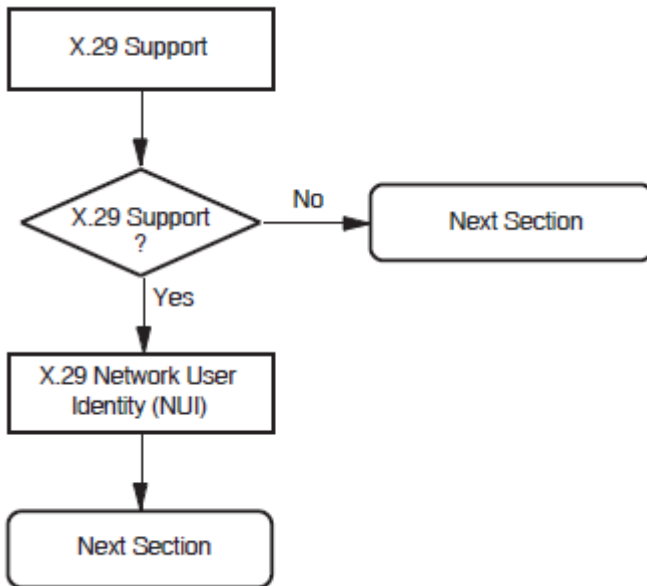 X.29 Support
X.29 Support
?
No
Next Section
Yes
X.29 Network User
Identity (NUI)
Next Section